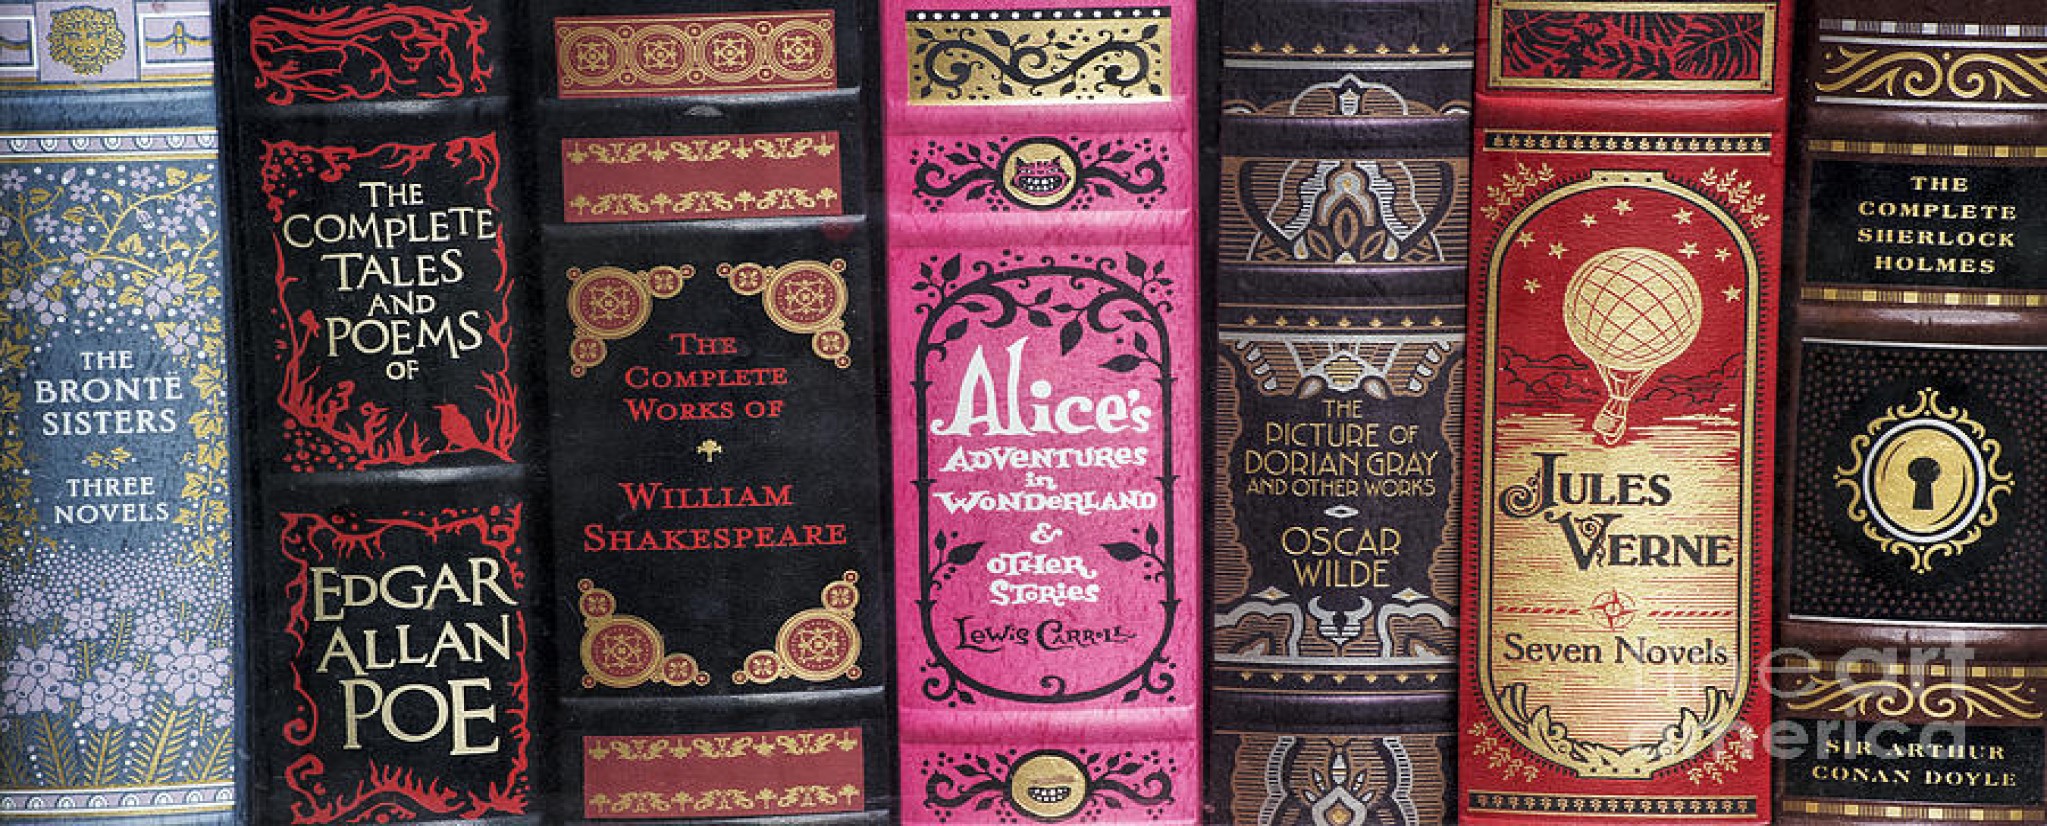 THE
BRONTË
SISTERS
THREE
NOVELS
THE
COMPLETE
TALES
AND
POEMS
OF
EDGAR
ALLAN
POE
THE
COMPLETE
WORKS OF
WILLIAM
SHAKESPEARE
Alice's
ADVENTURES
in
WONDERLAND
&
OTHER
STORIES
LEWIS CARROLL
THE
PICTURE OF
DORIAN GRAY
AND OTHER WORKS
OSCAR
WILDE
JULES
VERNE
Seven Novels
THE
COMPLETE
SHERLOCK
HOLMES
SIR ARTHUR
CONAN DOYLE
fineart
america